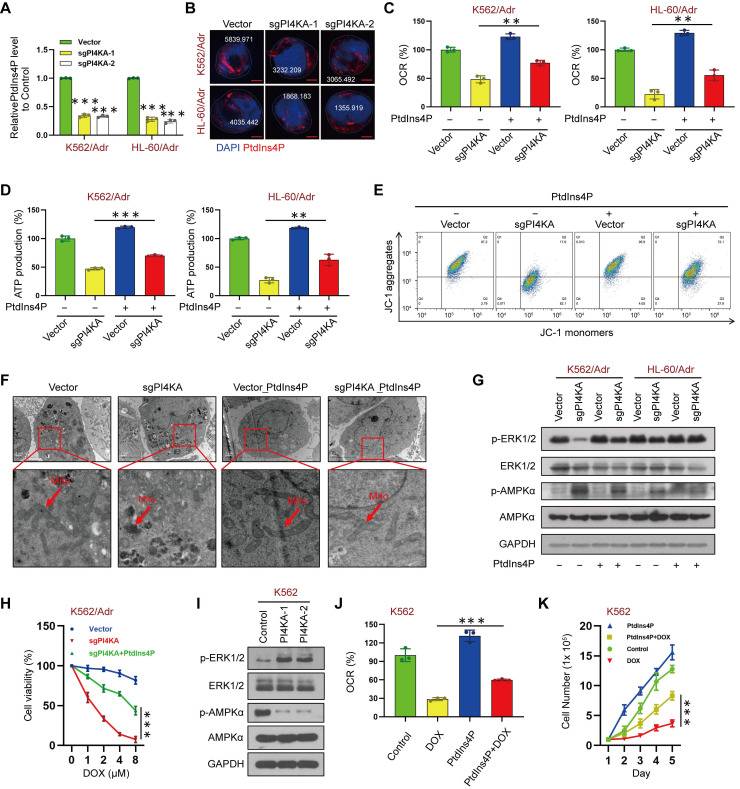 A
RelativePtdIns4P level
to Control
Vector
sgPI4KA-1
sgPI4KA-2
1.5
1.0
0.5
0.0
***
***
***
***
K562/Adr
HL-60/Adr
B
Vector
sgPI4KA-1
sgPI4KA-2
K562/Adr
5839.971
3232.209
3065.492
HL-60/Adr
4035.442
1868.183
1355.919
DAPI PtdIns4P
C
K562/Adr
OCR (%)
150
100
50
0
**
PtdIns4P
– – + –
Vector
sgPI4KA
Vector
sgPI4KA
HL-60/Adr
OCR (%)
150
100
50
0
**
– – + –
Vector
sgPI4KA
Vector
sgPI4KA
D
K562/Adr
ATP production (%)
150
100
50
0
***
PtdIns4P
– – + –
Vector
sgPI4KA
Vector
sgPI4KA
HL-60/Adr
ATP production (%)
150
100
50
0
**
– – + –
Vector
sgPI4KA
Vector
sgPI4KA
E
PtdIns4P
– – + +
Vector
sgPI4KA
Vector
sgPI4KA
JC-1 aggregates
JC-1 monomers
F
Vector
sgPI4KA
Vector_PtdIns4P
sgPI4KA_PtdIns4P
Mito
Mito
Mito
Mito
G
K562/Adr
HL-60/Adr
Vector
sgPI4KA
Vector
sgPI4KA
Vector
sgPI4KA
Vector
sgPI4KA
p-ERK1/2
ERK1/2
p-AMPKα
AMPKα
GAPDH
PtdIns4P
– – + + – – + +
H
K562/Adr
Vector
sgPI4KA
sgPI4KA+PtdIns4P
Cell viability (%)
150
100
50
0
***
0 1 2 4 8
DOX (μM)
I
K562
Control
PI4KA-1
PI4KA-2
p-ERK1/2
ERK1/2
p-AMPKα
AMPKα
GAPDH
J
K562
OCR (%)
150
120
90
60
30
0
***
Control
DOX
PtdIns4P
PtdIns4P+DOX
K
K562
PtdIns4P
PtdIns4P+DOX
Control
DOX
Cell Number (1x 10⁵)
20
15
10
5
0
***
1 2 3 4 5
Day